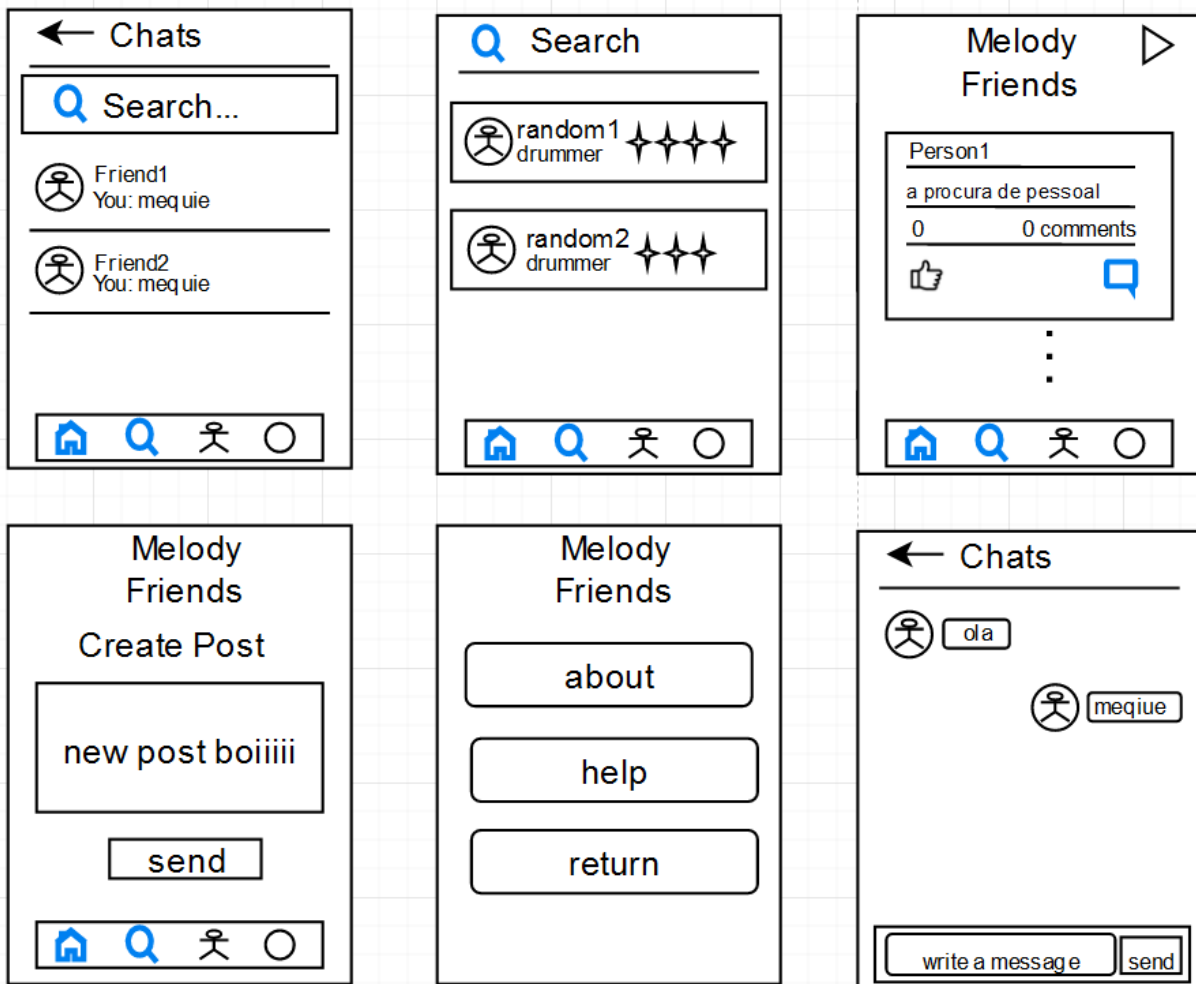 Chats
Search...
Friend1
You: mequie
Friend2
You: mequie
Search
random1
drummer
random2
drummer
Melody
Friends
Person1
a procura de pessoal
0 0 comments
Melody
Friends
Create Post
new post boiiiii
send
Melody
Friends
about
help
return
Chats
ola
meqiue
write a message send